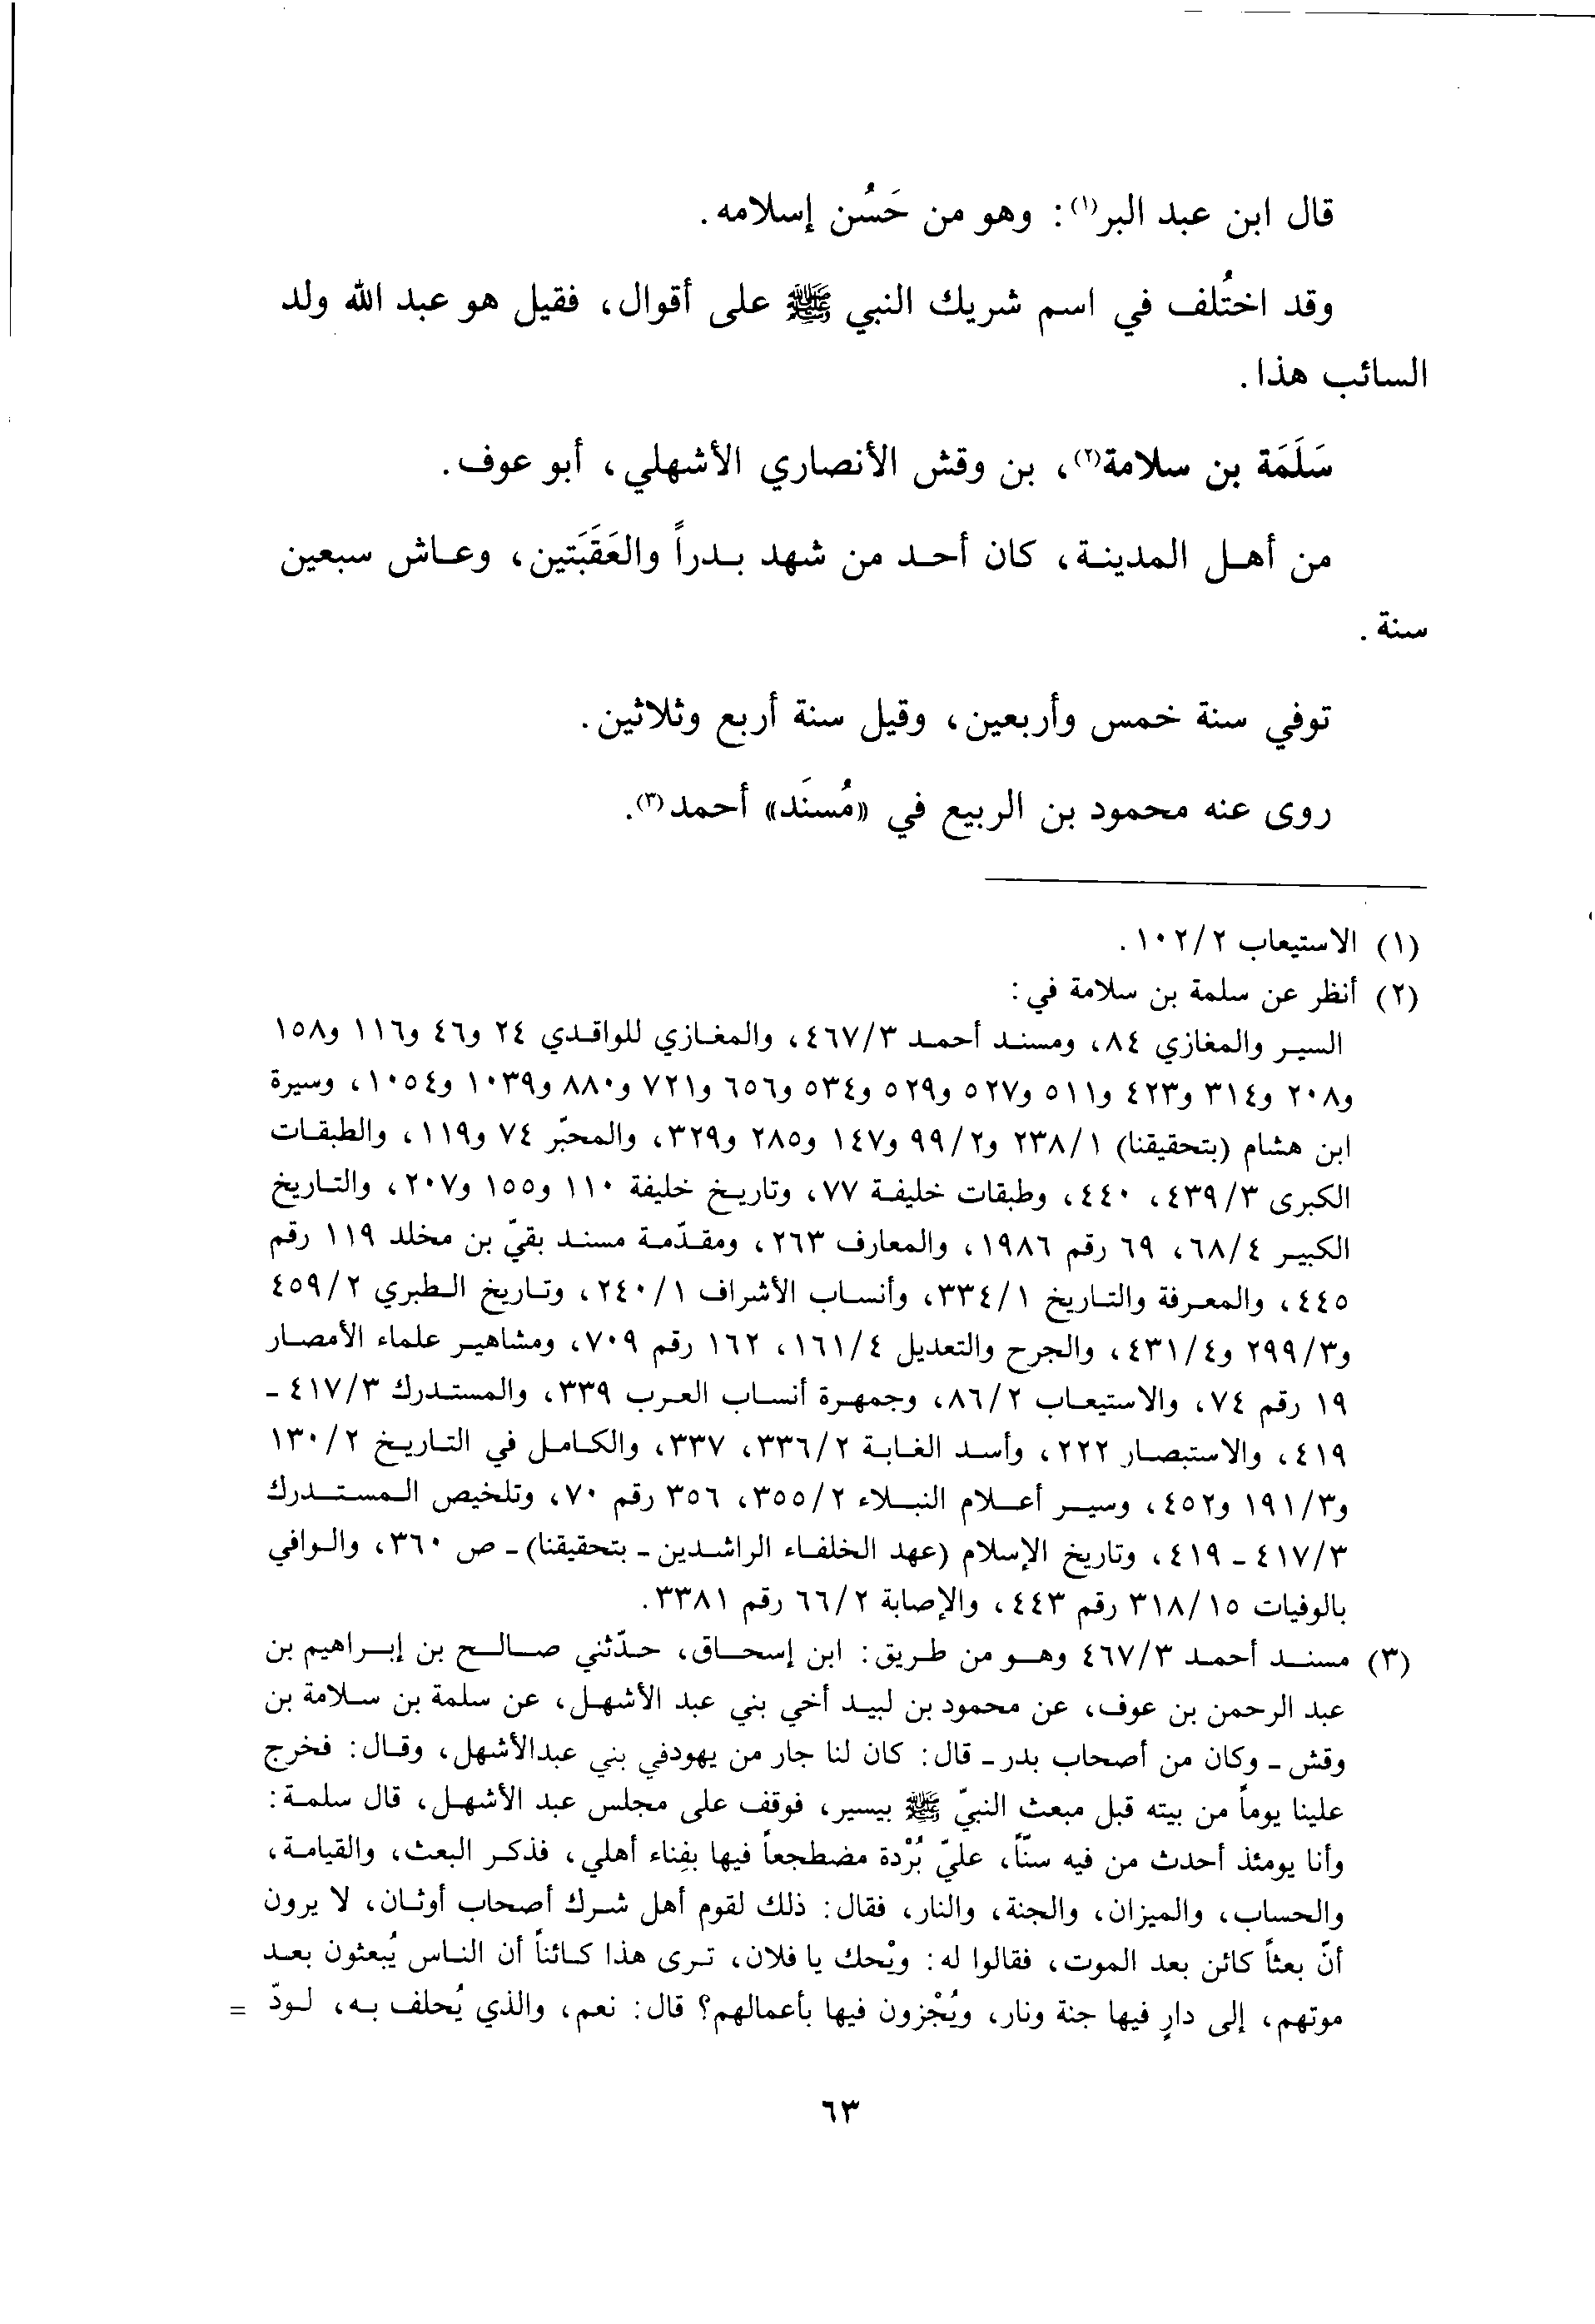 قال ابن عبد البر(١): وهو من حَسُن إسلامه.
وقد اختُلف في اسم شريك النبي ﷺ على أقوال، فقيل هو عبد الله ولد
السائب هذا.
سَلَمَة بن سلامة(٢)، بن وقش الأنصاري الأشهلي، أبو عوف.
من أهل المدينة، كان أحد من شهد بدراً والعَقَبَتين، وعاش سبعين
سنة.
توفي سنة خمس وأربعين، وقيل سنة أربع وثلاثين.
روى عنه محمود بن الربيع في «مُسنَد» أحمد(٣).
(١) الاستيعاب ١٠٢/٢.
(٢) أنظر عن سلمة بن سلامة في:
السير والمغازي ٨٤، ومسند أحمد ٤٦٧/٣، والمغازي للواقدي ٢٤ و٤٦ و١١٦ و١٥٨
و٢٠٨ و٣١٤ و٤٢٣ و٥١١ و٥٢٧ و٥٢٩ و٥٣٤ و٦٥٦ و٧٢١ و٨٨٠ و١٠٣٩ و١٠٥٤، وسيرة
ابن هشام (بتحقيقنا) ٢٣٨/١ و٩٩/٢ و١٤٧ و٢٨٥ و٣٢٩، والمحبّر ٧٤ و١١٩، والطبقات
الكبرى ٤٣٩/٣، ٤٤٠، وطبقات خليفة ٧٧، وتاريخ خليفة ١١٠ و١٥٥ و٢٠٧، والتاريخ
الكبير ٦٨/٤، ٦٩ رقم ١٩٨٦، والمعارف ٢٦٣، ومقدّمة مسند بقيّ بن مخلد ١١٩ رقم
٤٤٥، والمعرفة والتاريخ ٣٣٤/١، وأنساب الأشراف ٢٤٠/١، وتاريخ الطبري ٤٥٩/٢
و٢٩٩/٣ و٤٣١/٤، والجرح والتعديل ١٦١/٤، ١٦٢ رقم ٧٠٩، ومشاهير علماء الأمصار
١٩ رقم ٧٤، والاستيعاب ٨٦/٢، وجمهرة أنساب العرب ٣٣٩، والمستدرك ٤١٧/٣ -
٤١٩، والاستبصار ٢٢٢، وأسد الغابة ٣٣٦/٢، ٣٣٧، والكامل في التاريخ ١٣٠/٢
و١٩١/٣ و٤٥٢، وسير أعلام النبلاء ٣٥٥/٢، ٣٥٦ رقم ٧٠، وتلخيص المستدرك
٤١٧/٣ - ٤١٩، وتاريخ الإسلام (عهد الخلفاء الراشدين - بتحقيقنا) - ص ٣٦٠، والوافي
بالوفيات ٣١٨/١٥ رقم ٤٤٣، والإصابة ٦٦/٢ رقم ٣٣٨١.
(٣) مسند أحمد ٤٦٧/٣ وهو من طريق: ابن إسحاق، حدّثني صالح بن إبراهيم بن
عبد الرحمن بن عوف، عن محمود بن لبيد أخي بني عبد الأشهل، عن سلمة بن سلامة بن
وقش - وكان من أصحاب بدر - قال: كان لنا جار من يهودفي بني عبدالأشهل، وقال: فخرج
علينا يوماً من بيته قبل مبعث النبيّ ﷺ بيسير، فوقف على مجلس عبد الأشهل، قال سلمة:
وأنا يومئذ أحدث من فيه سنّاً، عليّ بُرْدة مضطجعاً فيها بفِناء أهلي، فذكر البعث، والقيامة،
والحساب، والميزان، والجنة، والنار، فقال: ذلك لقوم أهل شرك أصحاب أوثان، لا يرون
أنّ بعثاً كائن بعد الموت، فقالوا له: ويْحك يا فلان، ترى هذا كائناً أن الناس يُبعثون بعد
موتهم، إلى دارٍ فيها جنة ونار، ويُجْزون فيها بأعمالهم؟ قال: نعم، والذي يُحلف به، لودّ =
٦٣